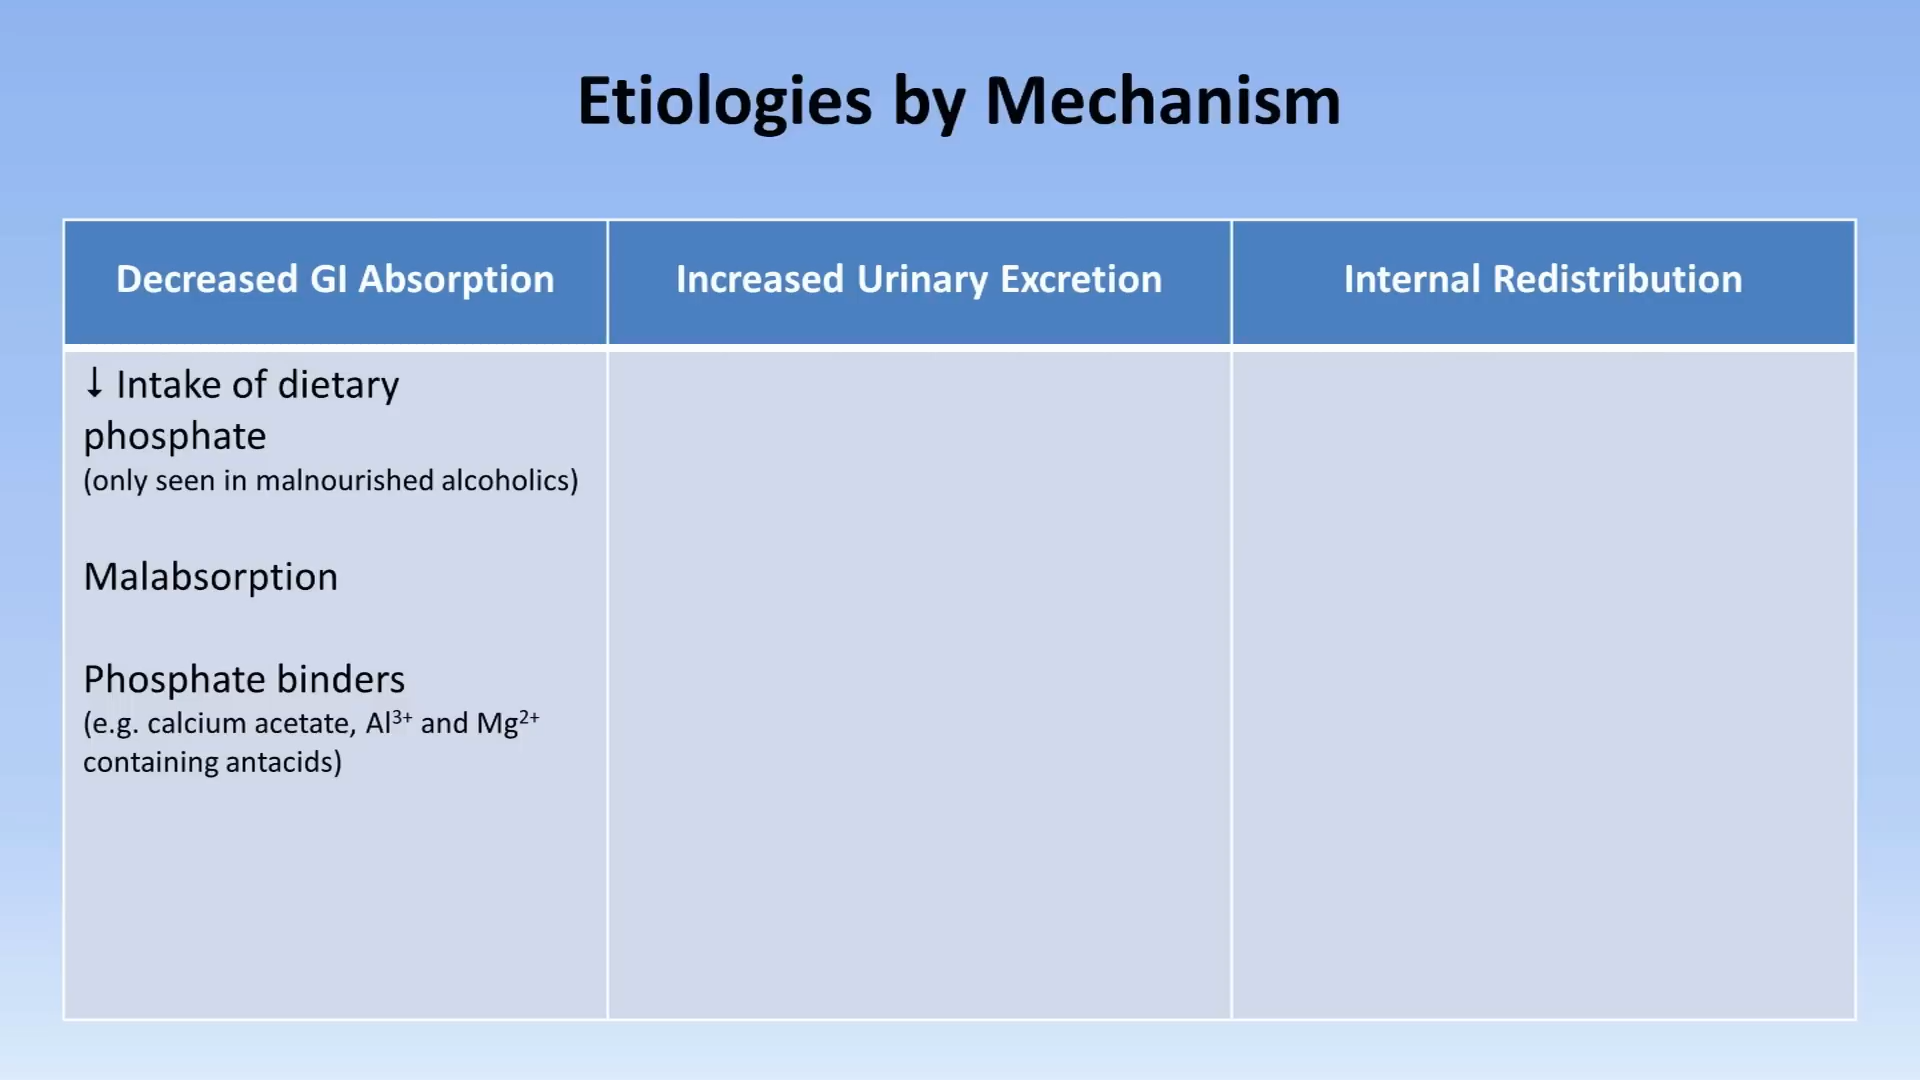 Etiologies by Mechanism
Decreased GI Absorption
Increased Urinary Excretion
Internal Redistribution
↓ Intake of dietary
phosphate
(only seen in malnourished alcoholics)
Malabsorption
Phosphate binders
(e.g. calcium acetate, Al³⁺ and Mg²⁺
containing antacids)